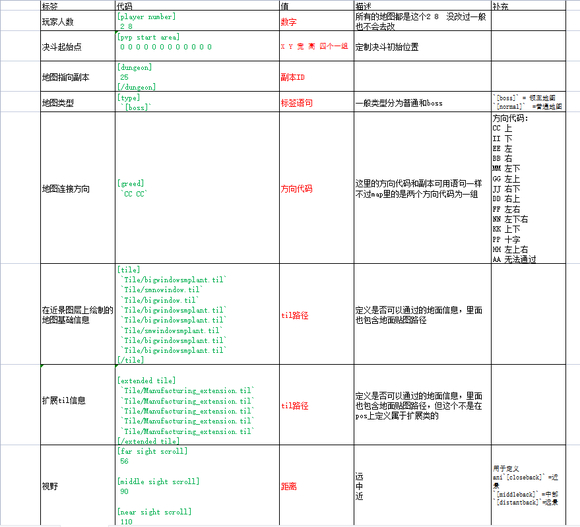 标签 代码 值 描述 补充
玩家人数 [player number] 数字 所有的地图都是这个2 8 没改过一般
2 8 也不会去改
决斗起始点 [pvp start area] X Y 宽 高 四个一组 定制决斗初始位置
0 0 0 0 0 0 0 0 0 0 0 0
地图指向副本 [dungeon] 副本ID
25
[/dungeon]
地图类型 [type] 标签语句 一般类型分为普通和boss `[boss]` = 领主地图
`[boss]` `[normal]` =普通地图
地图连接方向 [greed] 方向代码 这里的方向代码和副本可用语句一样
`CC CC` 不过map里的是两个方向代码为一组
方向代码:
CC 上
II 下
EE 左
BB 右
MM 左下
GG 左上
JJ 右下
DD 右上
FF 左右
NN 左下右
KK 上下
PP 十字
HH 左上右
AA 无法通过
在近景图层上绘制的
地图基础信息
[tile]
`Tile/bigwindowsmplant.til`
`Tile/smnowindow.til`
`Tile/bigwindow.til`
`Tile/bigwindowsmplant.til`
`Tile/smwindowsmplant.til`
`Tile/bigwindowsmplant.til`
`Tile/bigwindowsmplant.til`
[/tile]
til路径
定义是否可以通过的地面信息，里面
也包含地面贴图路径
扩展til信息
[extended tile]
`Tile/Manufacturing_extension.til`
`Tile/Manufacturing_extension.til`
`Tile/Manufacturing_extension.til`
`Tile/Manufacturing_extension.til`
`Tile/Manufacturing_extension.til`
[/extended tile]
til路径
定义是否可以通过的地面信息，里面
也包含地面贴图路径，但这个不是在
pos上定义属于扩展类的
视野
[far sight scroll]
56
[middle sight scroll]
90
[near sight scroll]
110
距离
远
中
近
用于定义
ani`[closeback]`=近
景
`[middleback]`=中部
`[distantback]`=远景